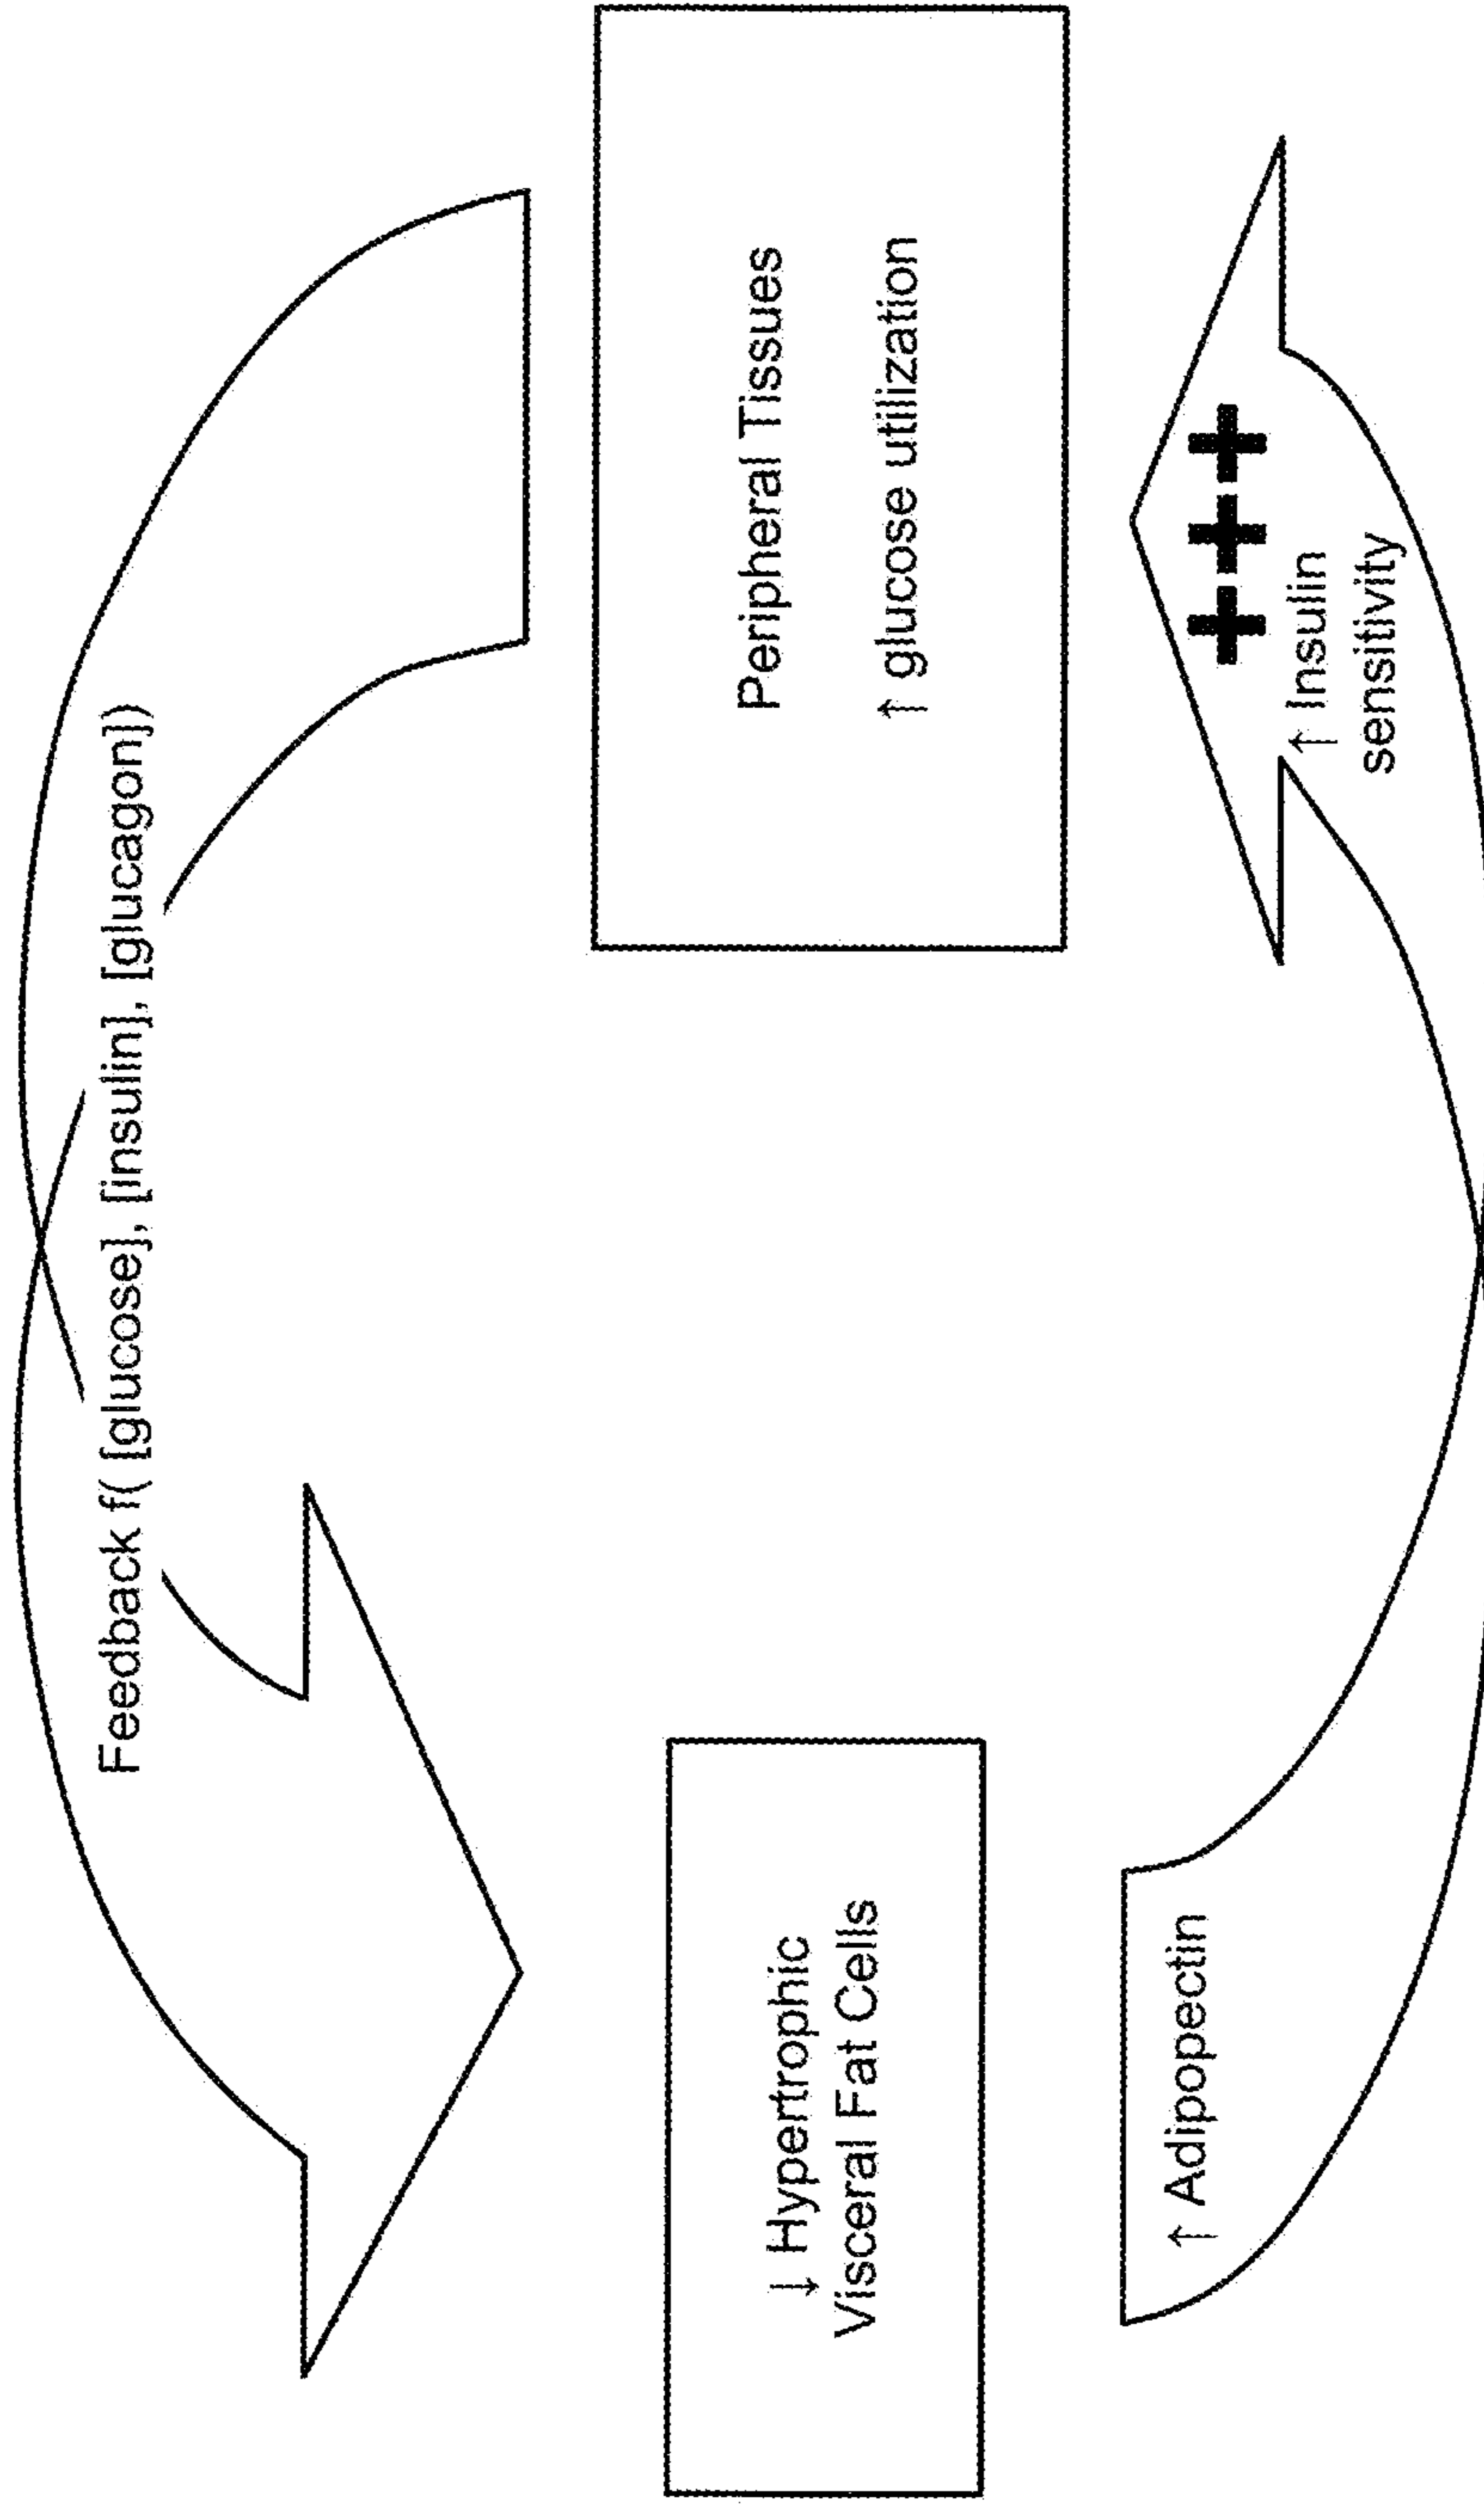 Feedback f( [glucose], [insulin], [glucagon])
↓ Hypertrophic
Visceral Fat Cells
Peripheral Tissues
↑ glucose utilization
↑ Adipopectin
+++
↑ Insulin
sensitivity